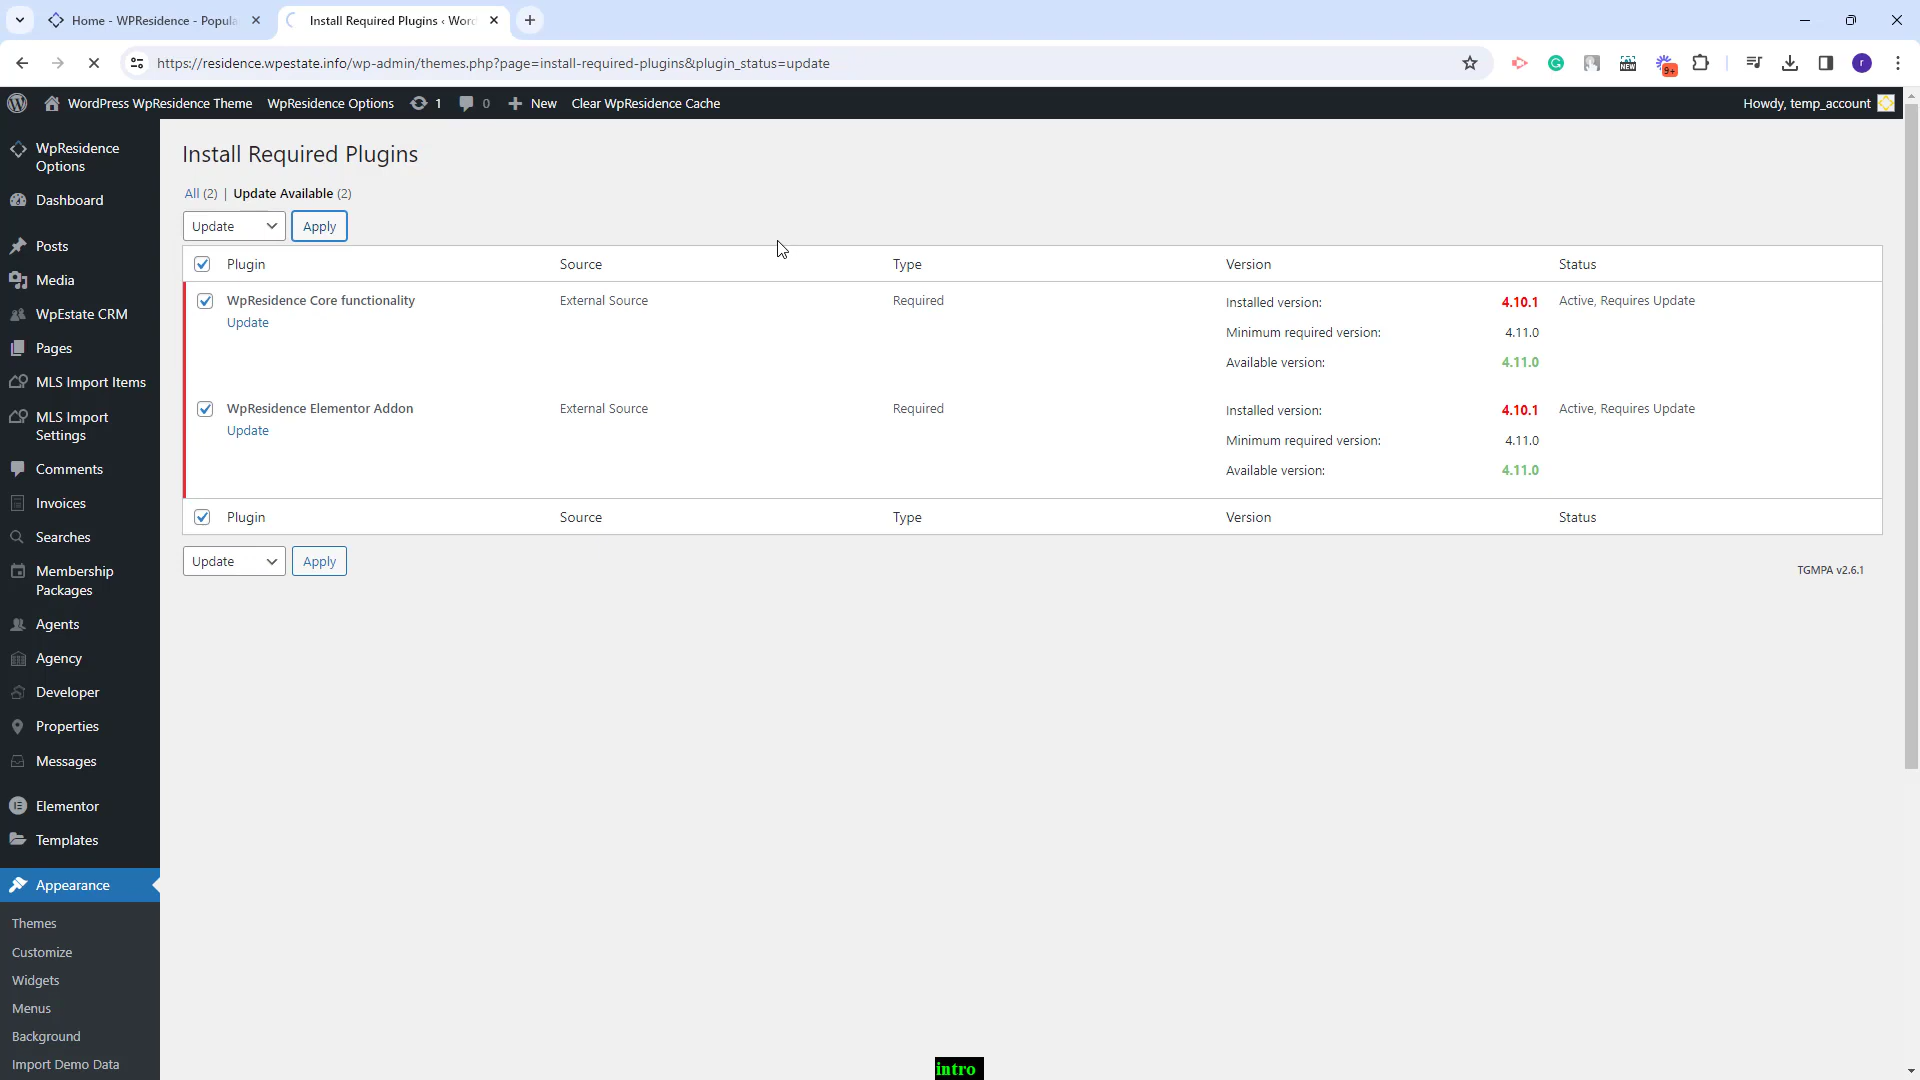 Home - WPResidence - Popula
Install Required Plugins ‹ Word
https://residence.wpestate.info/wp-admin/themes.php?page=install-required-plugins&plugin_status=update
9+
NEW
r
WordPress WpResidence Theme
WpResidence Options
1
0
New
Clear WpResidence Cache
Howdy, temp_account
WpResidence
Options
Dashboard
Posts
Media
WpEstate CRM
Pages
MLS Import Items
MLS Import
Settings
Comments
Invoices
Searches
Membership
Packages
Agents
Agency
Developer
Properties
Messages
Elementor
Templates
Appearance
Themes
Customize
Widgets
Menus
Background
Import Demo Data
Install Required Plugins
All (2) | Update Available (2)
Update Apply
Plugin Source Type Version Status
WpResidence Core functionality External Source Required Installed version: 4.10.1 Active, Requires Update
Update
Minimum required version: 4.11.0
Available version: 4.11.0
WpResidence Elementor Addon External Source Required Installed version: 4.10.1 Active, Requires Update
Update
Minimum required version: 4.11.0
Available version: 4.11.0
Plugin Source Type Version Status
Update Apply
TGMPA v2.6.1
intro